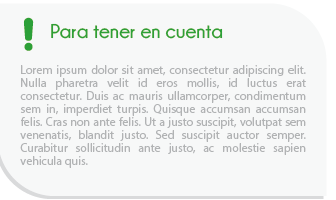 Para tener en cuenta
Lorem ipsum dolor sit amet, consectetur adipiscing elit.
Nulla pharetra velit id eros mollis, id luctus erat
consectetur. Duis ac mauris ullamcorper, condimentum
sem in, imperdiet turpis. Quisque accumsan accumsan
felis. Cras non ante felis. Ut a justo suscipit, volutpat sem
venenatis, blandit justo. Sed suscipit auctor semper.
Curabitur sollicitudin ante justo, ac molestie sapien
vehicula quis.